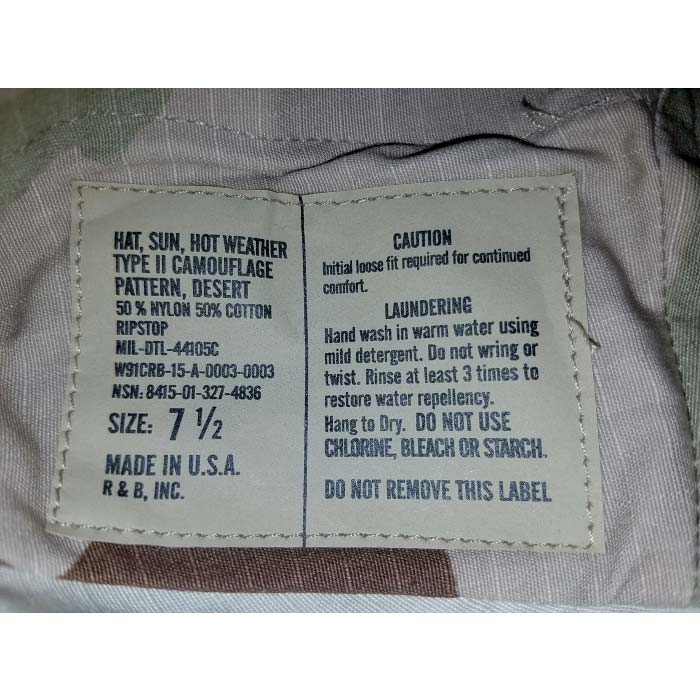 HAT, SUN, HOT WEATHER
TYPE II CAMOUFLAGE
PATTERN, DESERT
50 % NYLON 50% COTTON
RIPSTOP
MIL-DTL-44105C
W91CRB-15-A-0003-0003
NSN: 8415-01-327-4836
SIZE: 7 ½
MADE IN U.S.A.
R & B, INC.
CAUTION
Initial loose fit required for continued
comfort.
LAUNDERING
Hand wash in warm water using
mild detergent. Do not wring or
twist. Rinse at least 3 times to
restore water repellency.
Hang to Dry. DO NOT USE
CHLORINE, BLEACH OR STARCH.
DO NOT REMOVE THIS LABEL